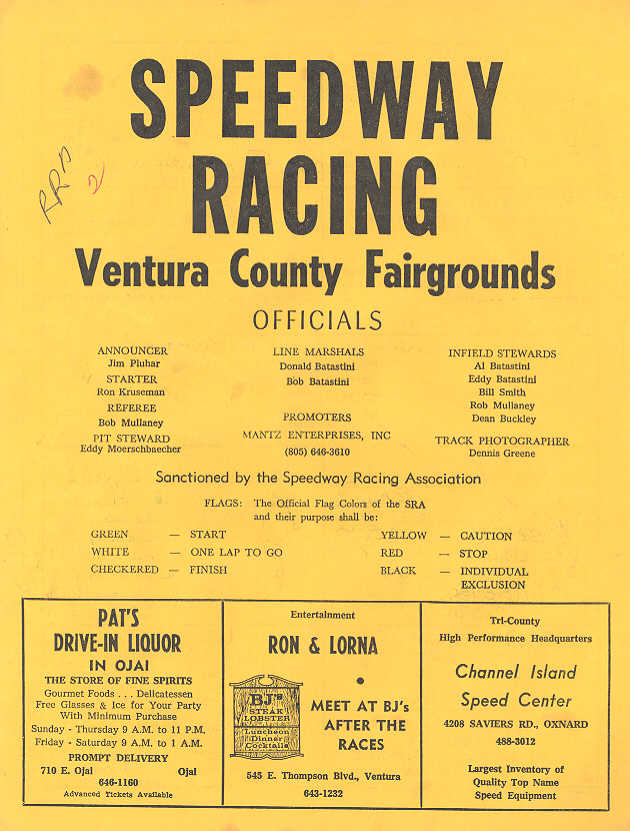 SPEEDWAY
RACING
RRD
2
Ventura County Fairgrounds
OFFICIALS
ANNOUNCER
Jim Pluhar
STARTER
Ron Kruseman
REFEREE
Bob Mullaney
PIT STEWARD
Eddy Moerschbaecher
LINE MARSHALS
Donald Batastini
Bob Batastini
PROMOTERS
MANTZ ENTERPRISES, INC
(805) 646-3610
INFIELD STEWARDS
Al Batastini
Eddy Batastini
Bill Smith
Rob Mullaney
Dean Buckley
TRACK PHOTOGRAPHER
Dennis Greene
Sanctioned by the Speedway Racing Association
FLAGS: The Official Flag Colors of the SRA
and their purpose shall be:
GREEN — START
WHITE — ONE LAP TO GO
CHECKERED — FINISH
YELLOW — CAUTION
RED — STOP
BLACK — INDIVIDUAL
EXCLUSION
PAT'S
DRIVE-IN LIQUOR
IN OJAI
THE STORE OF FINE SPIRITS
Gourmet Foods . . . Delicatessen
Free Glasses & Ice for Your Party
With Minimum Purchase
Sunday - Thursday 9 A.M. to 11 P.M.
Friday - Saturday 9 A.M. to 1 A.M.
PROMPT DELIVERY
710 E. Ojai Ojai
646-1160
Advanced Tickets Available
Entertainment
RON & LORNA
BJ's
STEAK
LOBSTER
Luncheon
Dinner
Cocktails
MEET AT BJ's
AFTER THE
RACES
545 E. Thompson Blvd., Ventura
643-1232
Tri-County
High Performance Headquarters
Channel Island
Speed Center
4208 SAVIERS RD., OXNARD
488-3012
Largest Inventory of
Quality Top Name
Speed Equipment